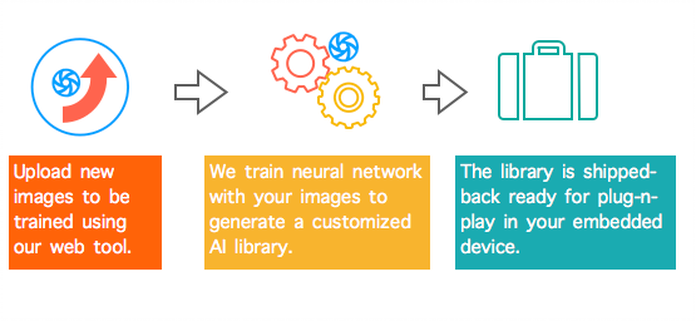 Upload new
images to be
trained using
our web tool.
We train neural network
with your images to
generate a customized
AI library.
The library is shipped-
back ready for plug-n-
play in your embedded
device.